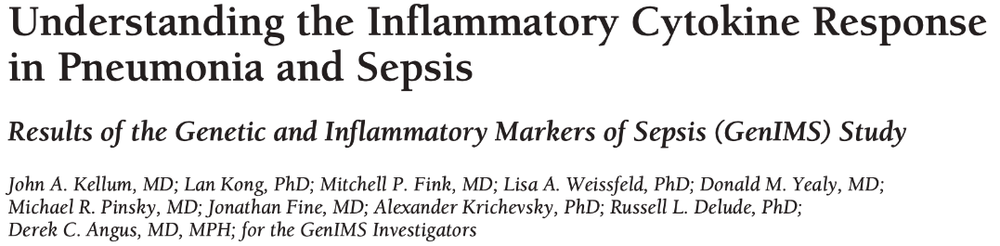 Understanding the Inflammatory Cytokine Response
in Pneumonia and Sepsis
Results of the Genetic and Inflammatory Markers of Sepsis (GenIMS) Study
John A. Kellum, MD; Lan Kong, PhD; Mitchell P. Fink, MD; Lisa A. Weissfeld, PhD; Donald M. Yealy, MD;
Michael R. Pinsky, MD; Jonathan Fine, MD; Alexander Krichevsky, PhD; Russell L. Delude, PhD;
Derek C. Angus, MD, MPH; for the GenIMS Investigators